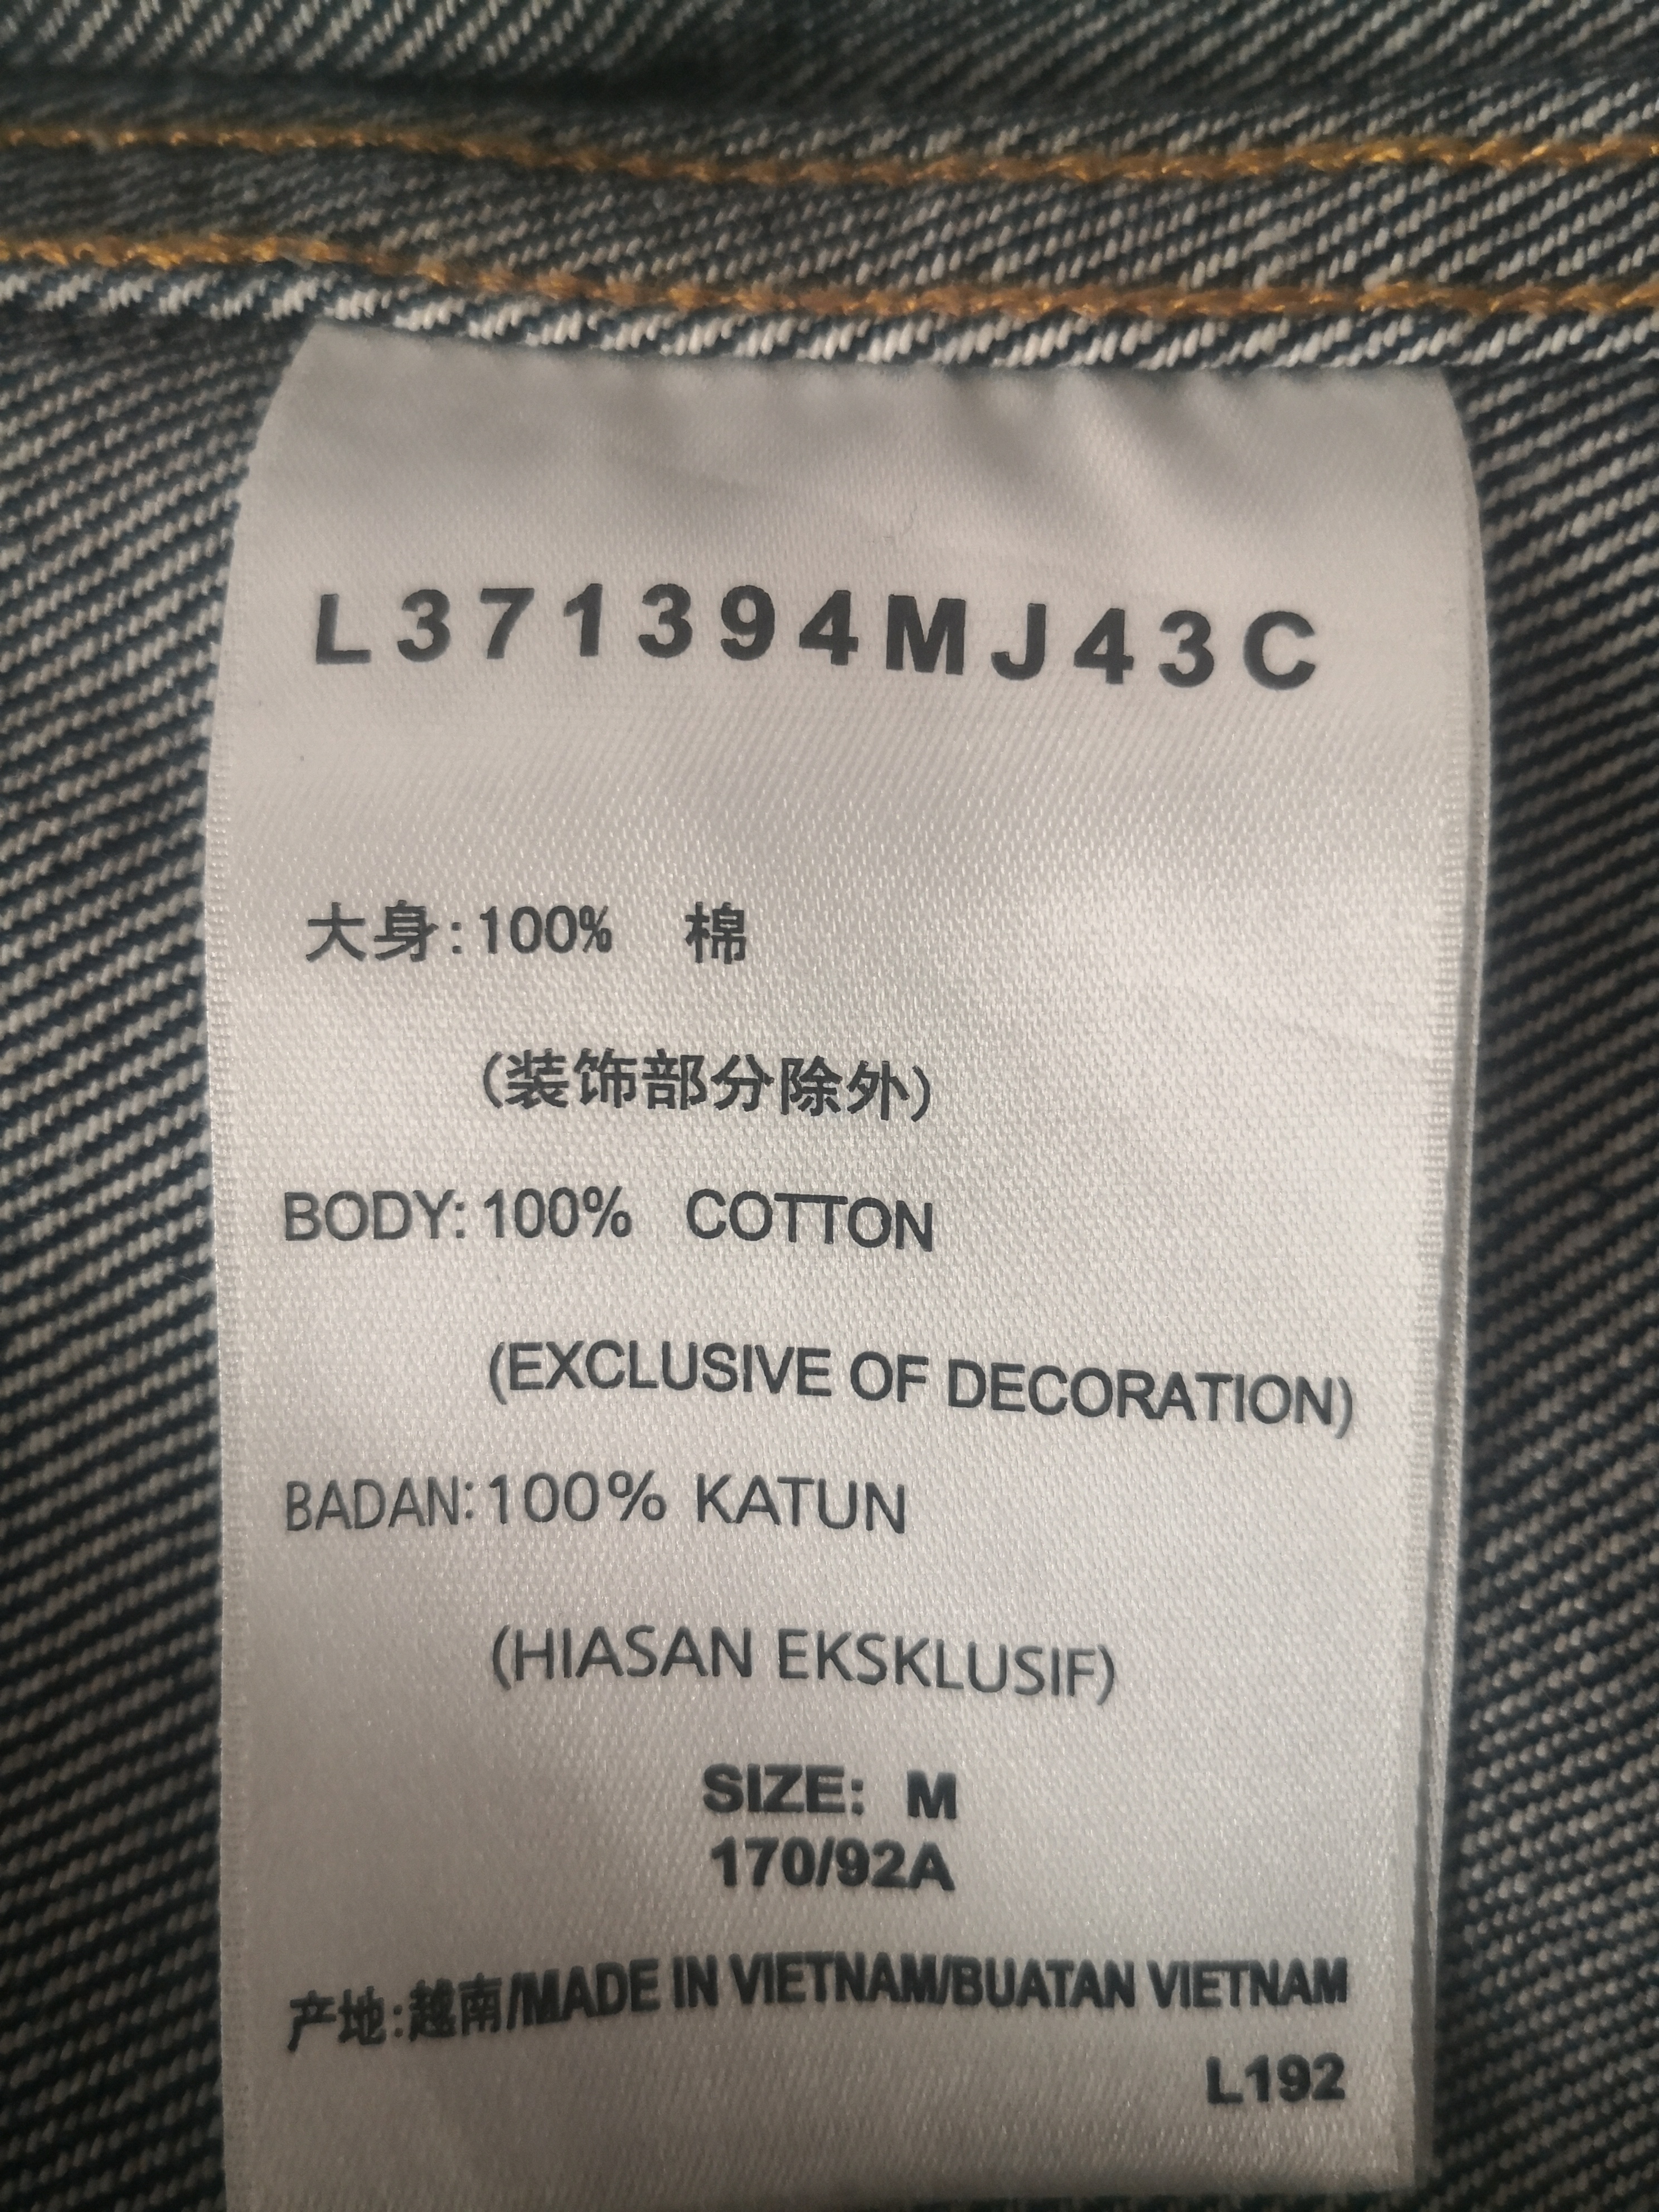 L371394MJ43C
大身:100% 棉
(装饰部分除外)
BODY: 100% COTTON
(EXCLUSIVE OF DECORATION)
BADAN: 100% KATUN
(HIASAN EKSKLUSIF)
SIZE: M
170/92A
产地:越南/MADE IN VIETNAM/BUATAN VIETNAM
L192